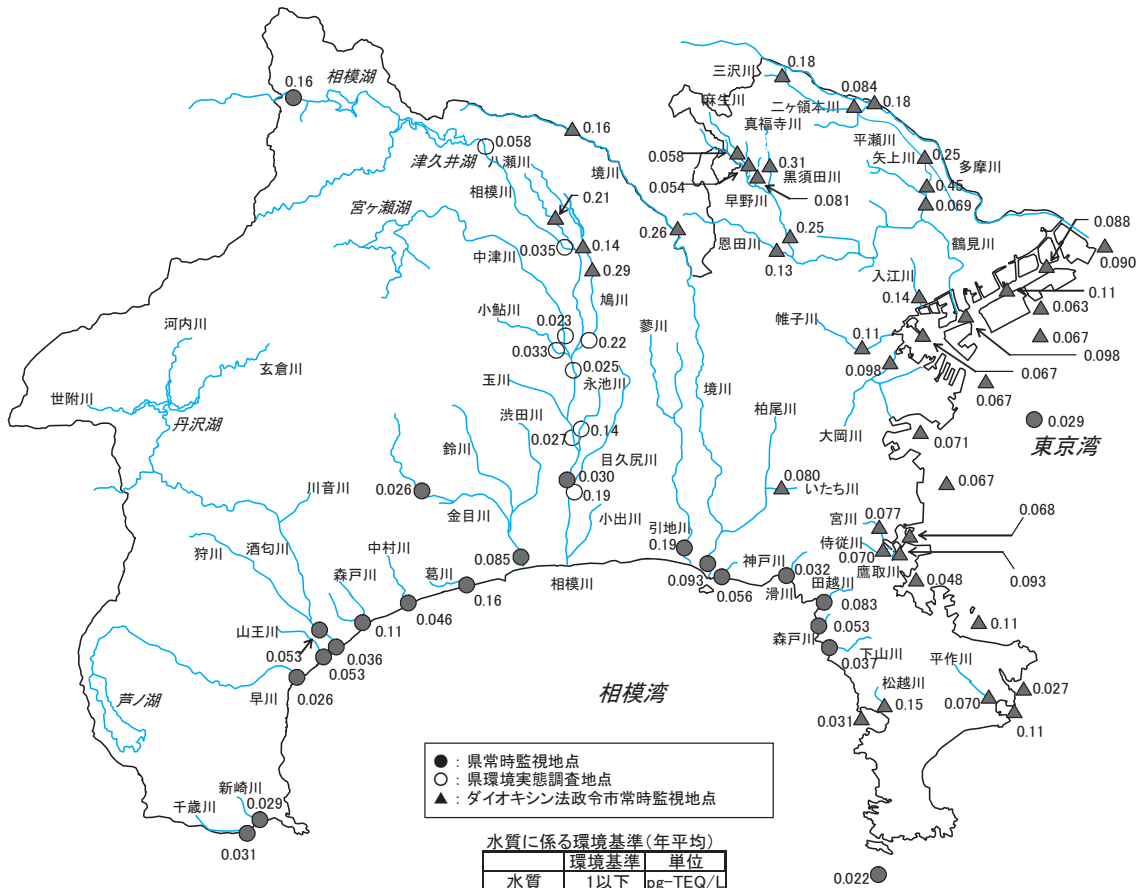 三沢川
0.18
0.16
相模湖
麻生川
0.084
二ヶ領本川
0.18
真福寺川
0.16
0.058
津久井湖
八瀬川
境川
平瀬川
矢上川
0.25
多摩川
0.058
0.31
黒須田川
0.054
早野川
0.081
0.45
0.069
相模川
0.21
宮ヶ瀬湖
0.26
恩田川
0.25
0.13
鶴見川
0.088
0.090
中津川
0.035
0.14
0.29
鳩川
入江川
0.14
0.11
0.063
0.067
0.098
0.067
0.067
河内川
小鮎川
0.023
0.033
0.22
蓼川
帷子川
0.11
0.098
玄倉川
0.025
永池川
玉川
境川
世附川
丹沢湖
渋田川
柏尾川
大岡川
0.029
東京湾
0.071
鈴川
0.027
0.14
目久尻川
0.030
0.19
0.080
いたち川
0.067
川音川
0.026
金目川
小出川
引地川
0.19
宮川
0.077
0.068
侍従川
0.070
鷹取川
0.093
狩川
酒匂川
森戸川
中村川
葛川
0.085
相模川
0.093
0.056
神戸川
0.032
滑川
田越川
0.083
0.048
0.16
0.046
0.11
山王川
0.053
0.036
0.053
森戸川
0.053
0.037
下山川
0.11
早川
0.026
芦ノ湖
相模湾
松越川
0.15
0.031
平作川
0.070
0.027
0.11
● : 県常時監視地点
○ : 県環境実態調査地点
▲ : ダイオキシン法政令市常時監視地点
新崎川
0.029
千歳川
0.031
水質に係る環境基準(年平均)
環境基準 単位
水質 1以下 pg-TEQ/L
0.022